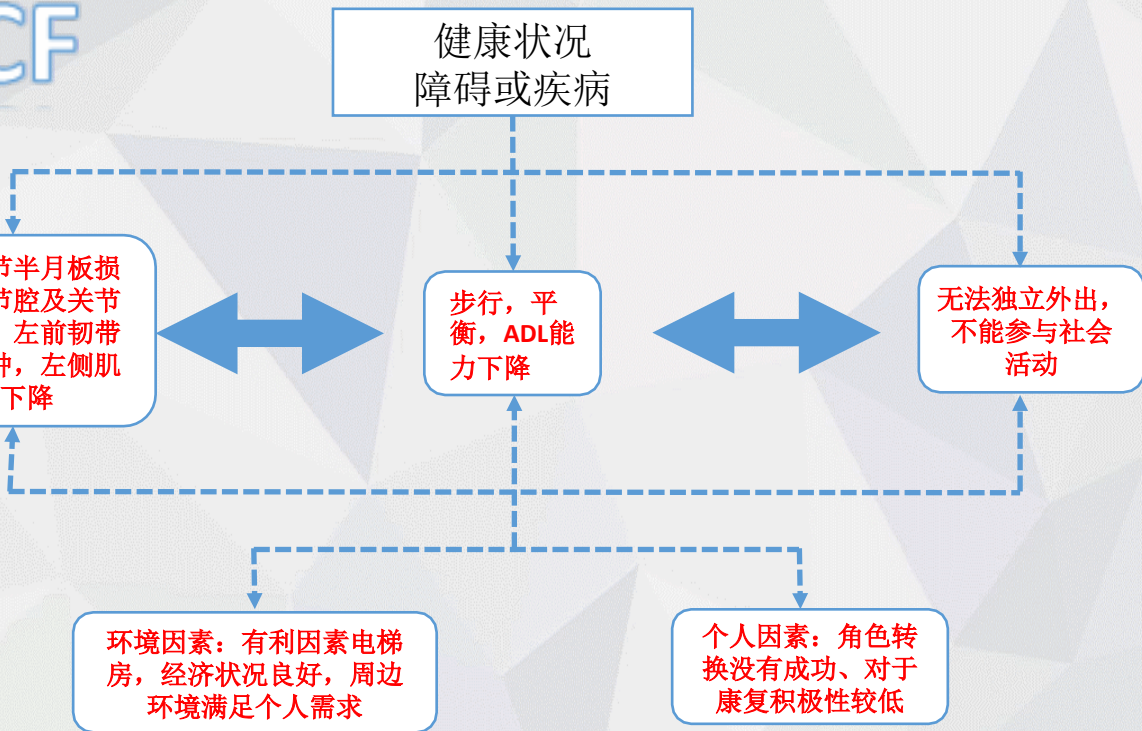 CF
健康状况
障碍或疾病
节半月板损
节腔及关节
左前韧带
肿，左侧肌
下降
步行，平
衡，ADL能
力下降
无法独立外出，
不能参与社会
活动
环境因素：有利因素电梯
房，经济状况良好，周边
环境满足个人需求
个人因素：角色转
换没有成功、对于
康复积极性较低